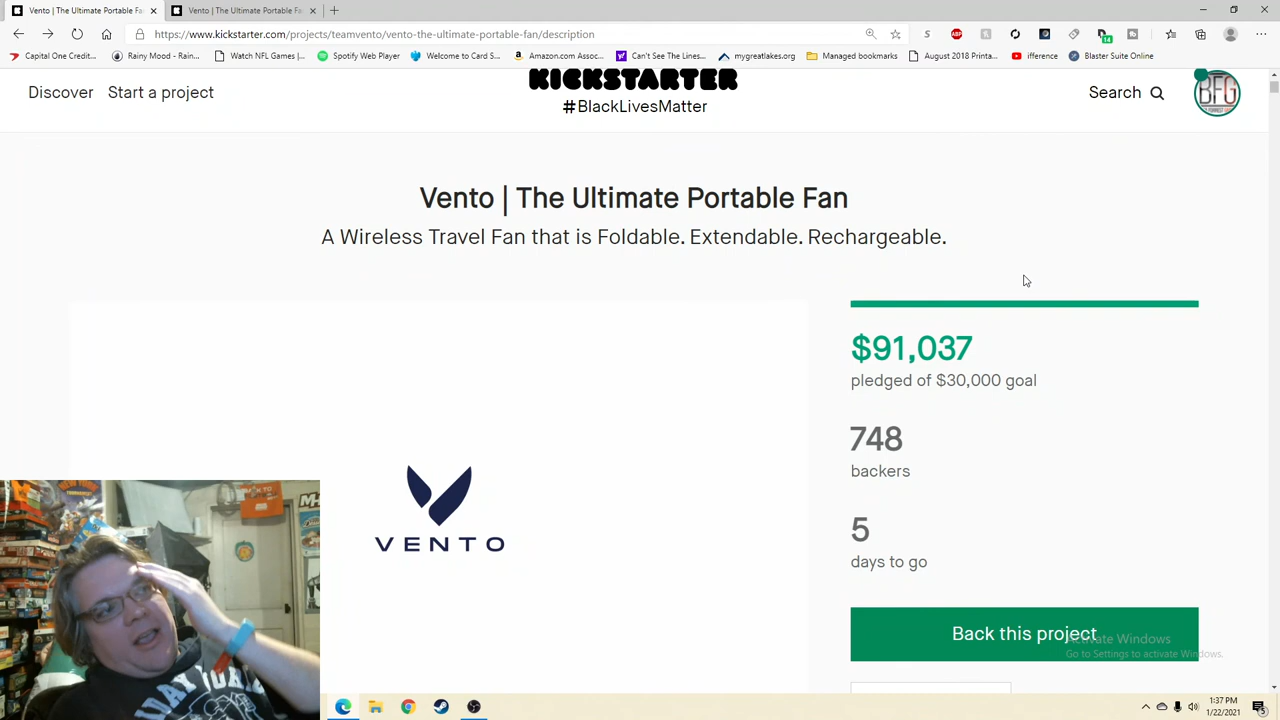 Vento | The Ultimate Portable Fan
Vento | The Ultimate Portable Fa
https://www.kickstarter.com/projects/teamvento/vento-the-ultimate-portable-fan/description
Capital One Credit...
Rainy Mood - Rain...
Watch NFL Games |...
Spotify Web Player
Welcome to Card S...
Amazon.com Assoc...
Can't See The Lines...
mygreatlakes.org
Managed bookmarks
August 2018 Printa...
ifference
Blaster Suite Online
Discover
Start a project
KICKSTARTER
#BlackLivesMatter
Search
BFG
Vento | The Ultimate Portable Fan
A Wireless Travel Fan that is Foldable. Extendable. Rechargeable.
$91,037
pledged of $30,000 goal
748
backers
5
days to go
VENTO
Back this project
Activate Windows
Go to Settings to activate Windows.
1:37 PM
1/22/2021